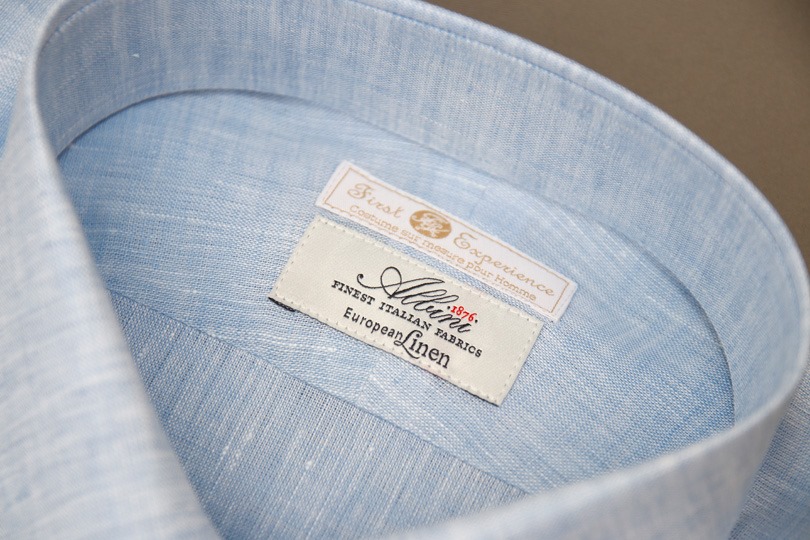 First Experience
Costume sur mesure pour Homme
Albini
·1876·
FINEST ITALIAN FABRICS
European Linen